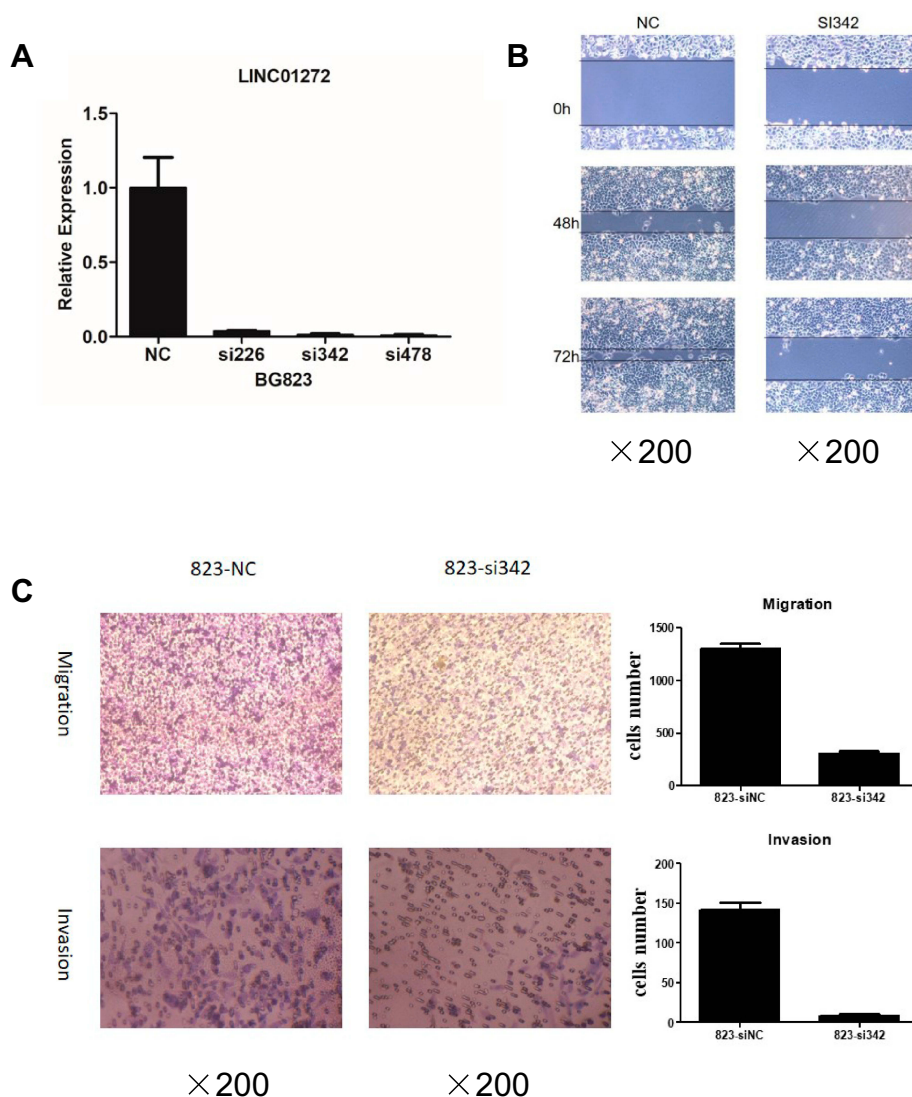 A
LINC01272
Relative Expression
1.5
1.0
0.5
0.0
NC si226 si342 si478
BG823
B
NC SI342
0h
48h
72h
×200 ×200
C
823-NC 823-si342
Migration
Invasion
×200 ×200
Migration
cells number
1500
1000
500
0
823-siNC 823-si342
Invasion
cells number
200
150
100
50
0
823-siNC 823-si342